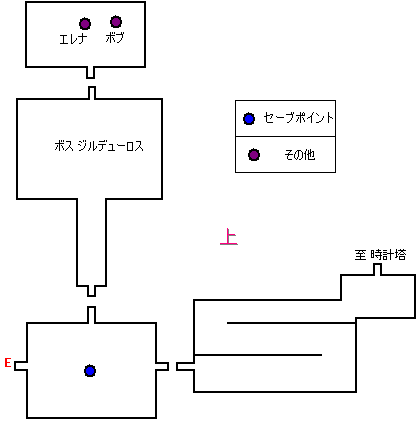 エレナ ボブ
セーブポイント
ボス ジルデューロス
その他
上
至 時計塔
E